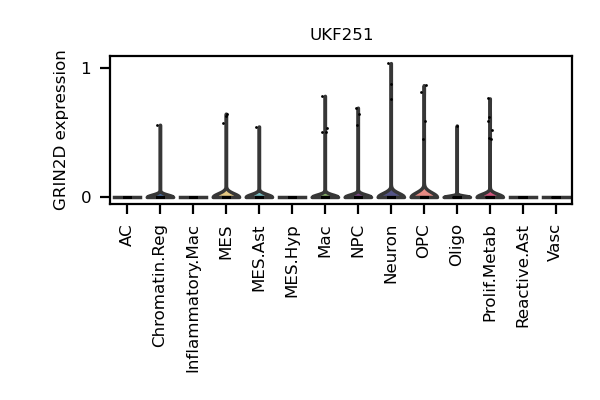 UKF251
GRIN2D expression
1
0
AC
Chromatin.Reg
Inflammatory.Mac
MES
MES.Ast
MES.Hyp
Mac
NPC
Neuron
OPC
Oligo
Prolif.Metab
Reactive.Ast
Vasc